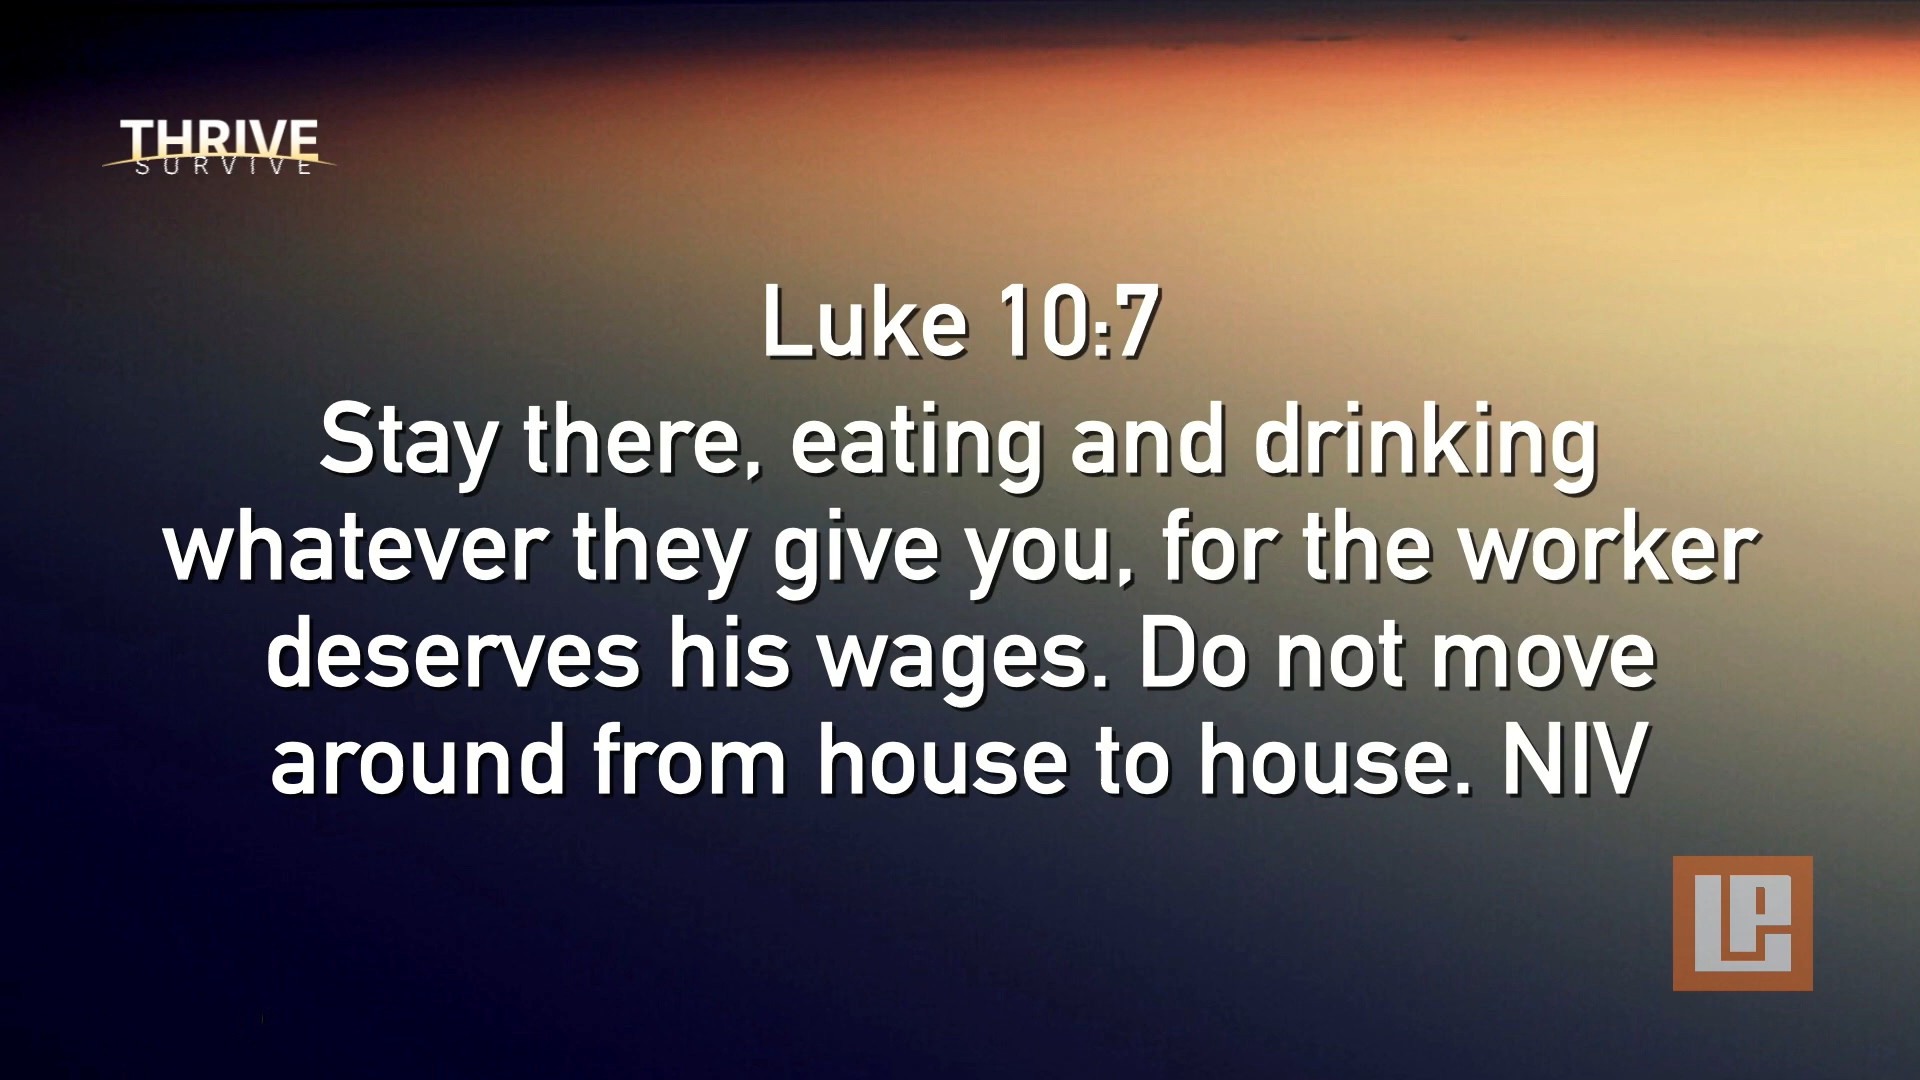 THRIVE
SURVIVE
Luke 10:7
Stay there, eating and drinking
whatever they give you, for the worker
deserves his wages. Do not move
around from house to house. NIV
LP